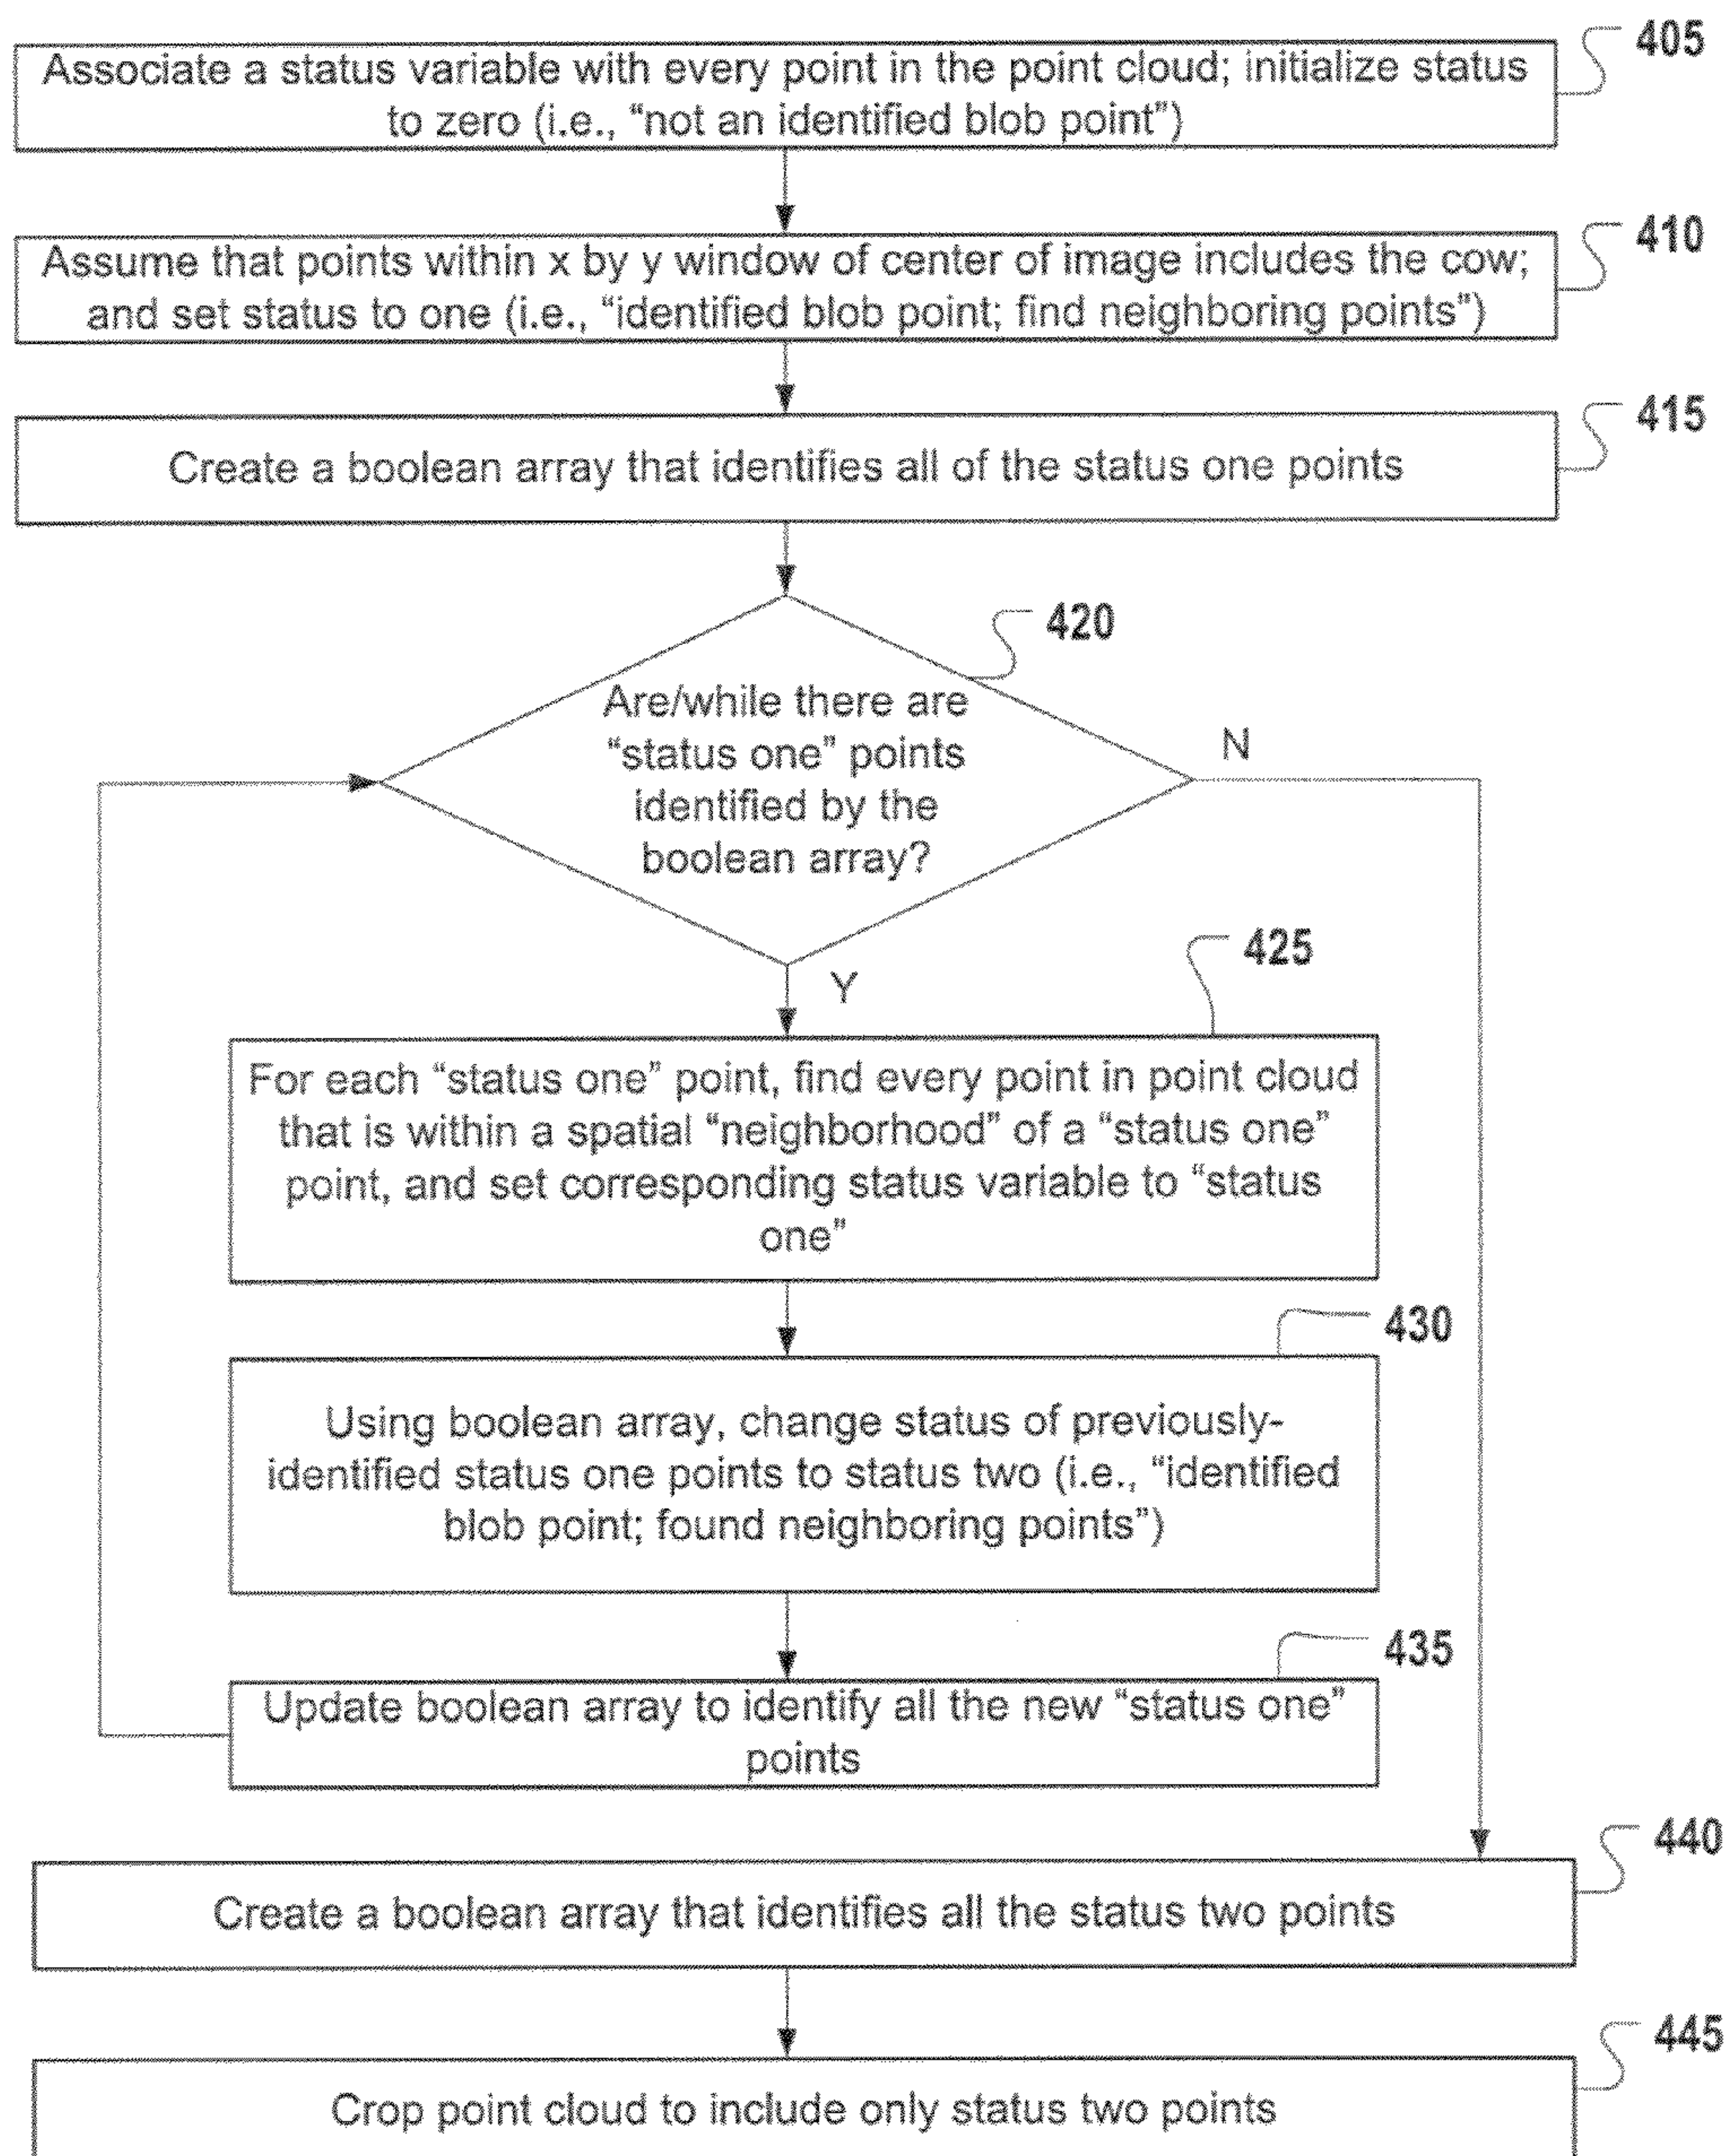 405
Associate a status variable with every point in the point cloud; initialize status
to zero (i.e., “not an identified blob point”)
410
Assume that points within x by y window of center of image includes the cow;
and set status to one (i.e., “identified blob point; find neighboring points”)
415
Create a boolean array that identifies all of the status one points
420
Are/while there are
“status one” points
identified by the
boolean array?
N
Y
425
For each “status one” point, find every point in point cloud
that is within a spatial “neighborhood” of a “status one”
point, and set corresponding status variable to “status
one”
430
Using boolean array, change status of previously-
identified status one points to status two (i.e., “identified
blob point; found neighboring points”)
435
Update boolean array to identify all the new “status one”
points
440
Create a boolean array that identifies all the status two points
445
Crop point cloud to include only status two points